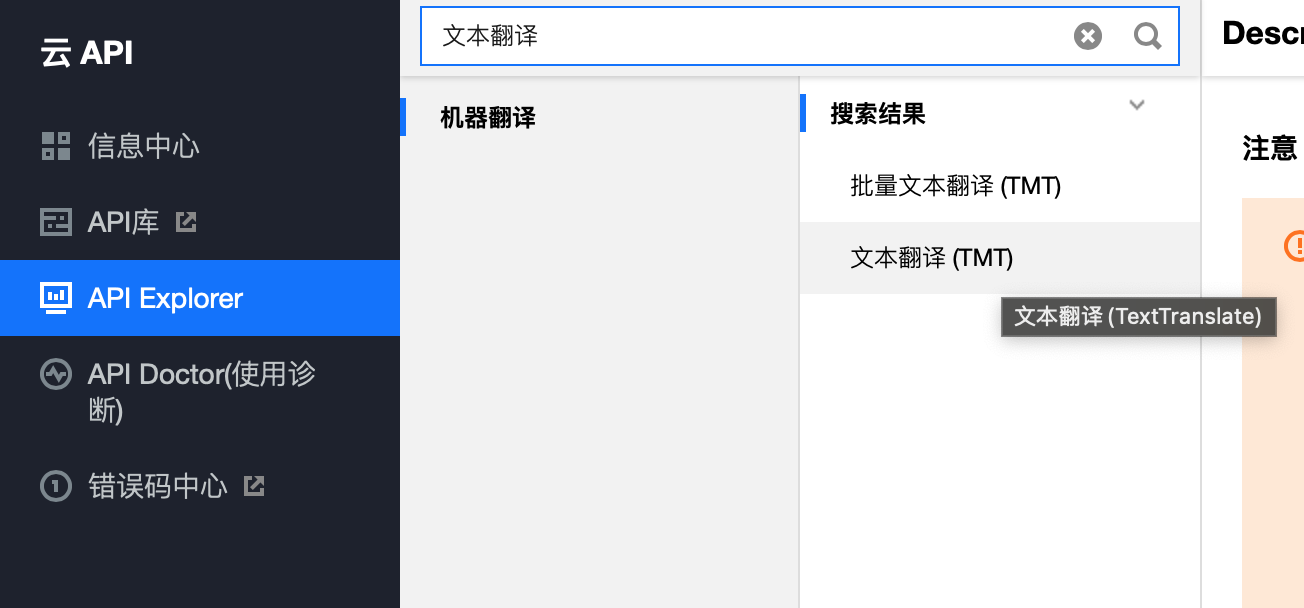 云 API
信息中心
API库
API Explorer
API Doctor(使用诊
断)
错误码中心
文本翻译
机器翻译
搜索结果
批量文本翻译 (TMT)
文本翻译 (TMT)
文本翻译 (TextTranslate)
Descr
注意